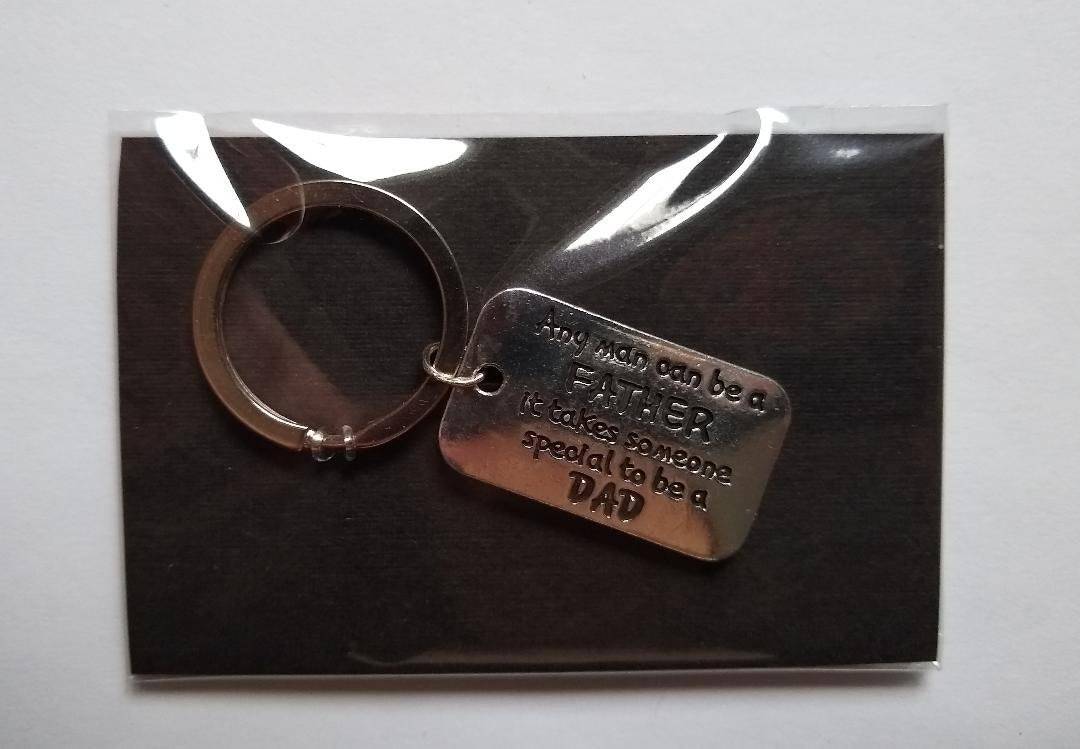 Any man can be a
FATHER
it takes someone
special to be a
DAD